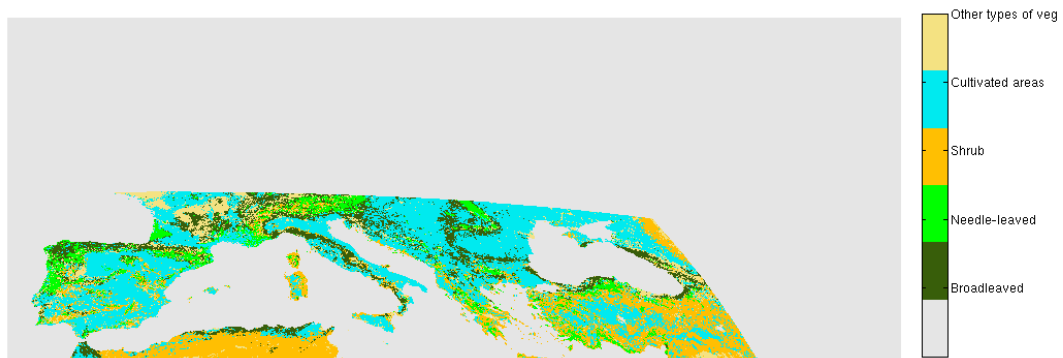 Other types of veg
Cultivated areas
Shrub
Needle-leaved
Broadleaved